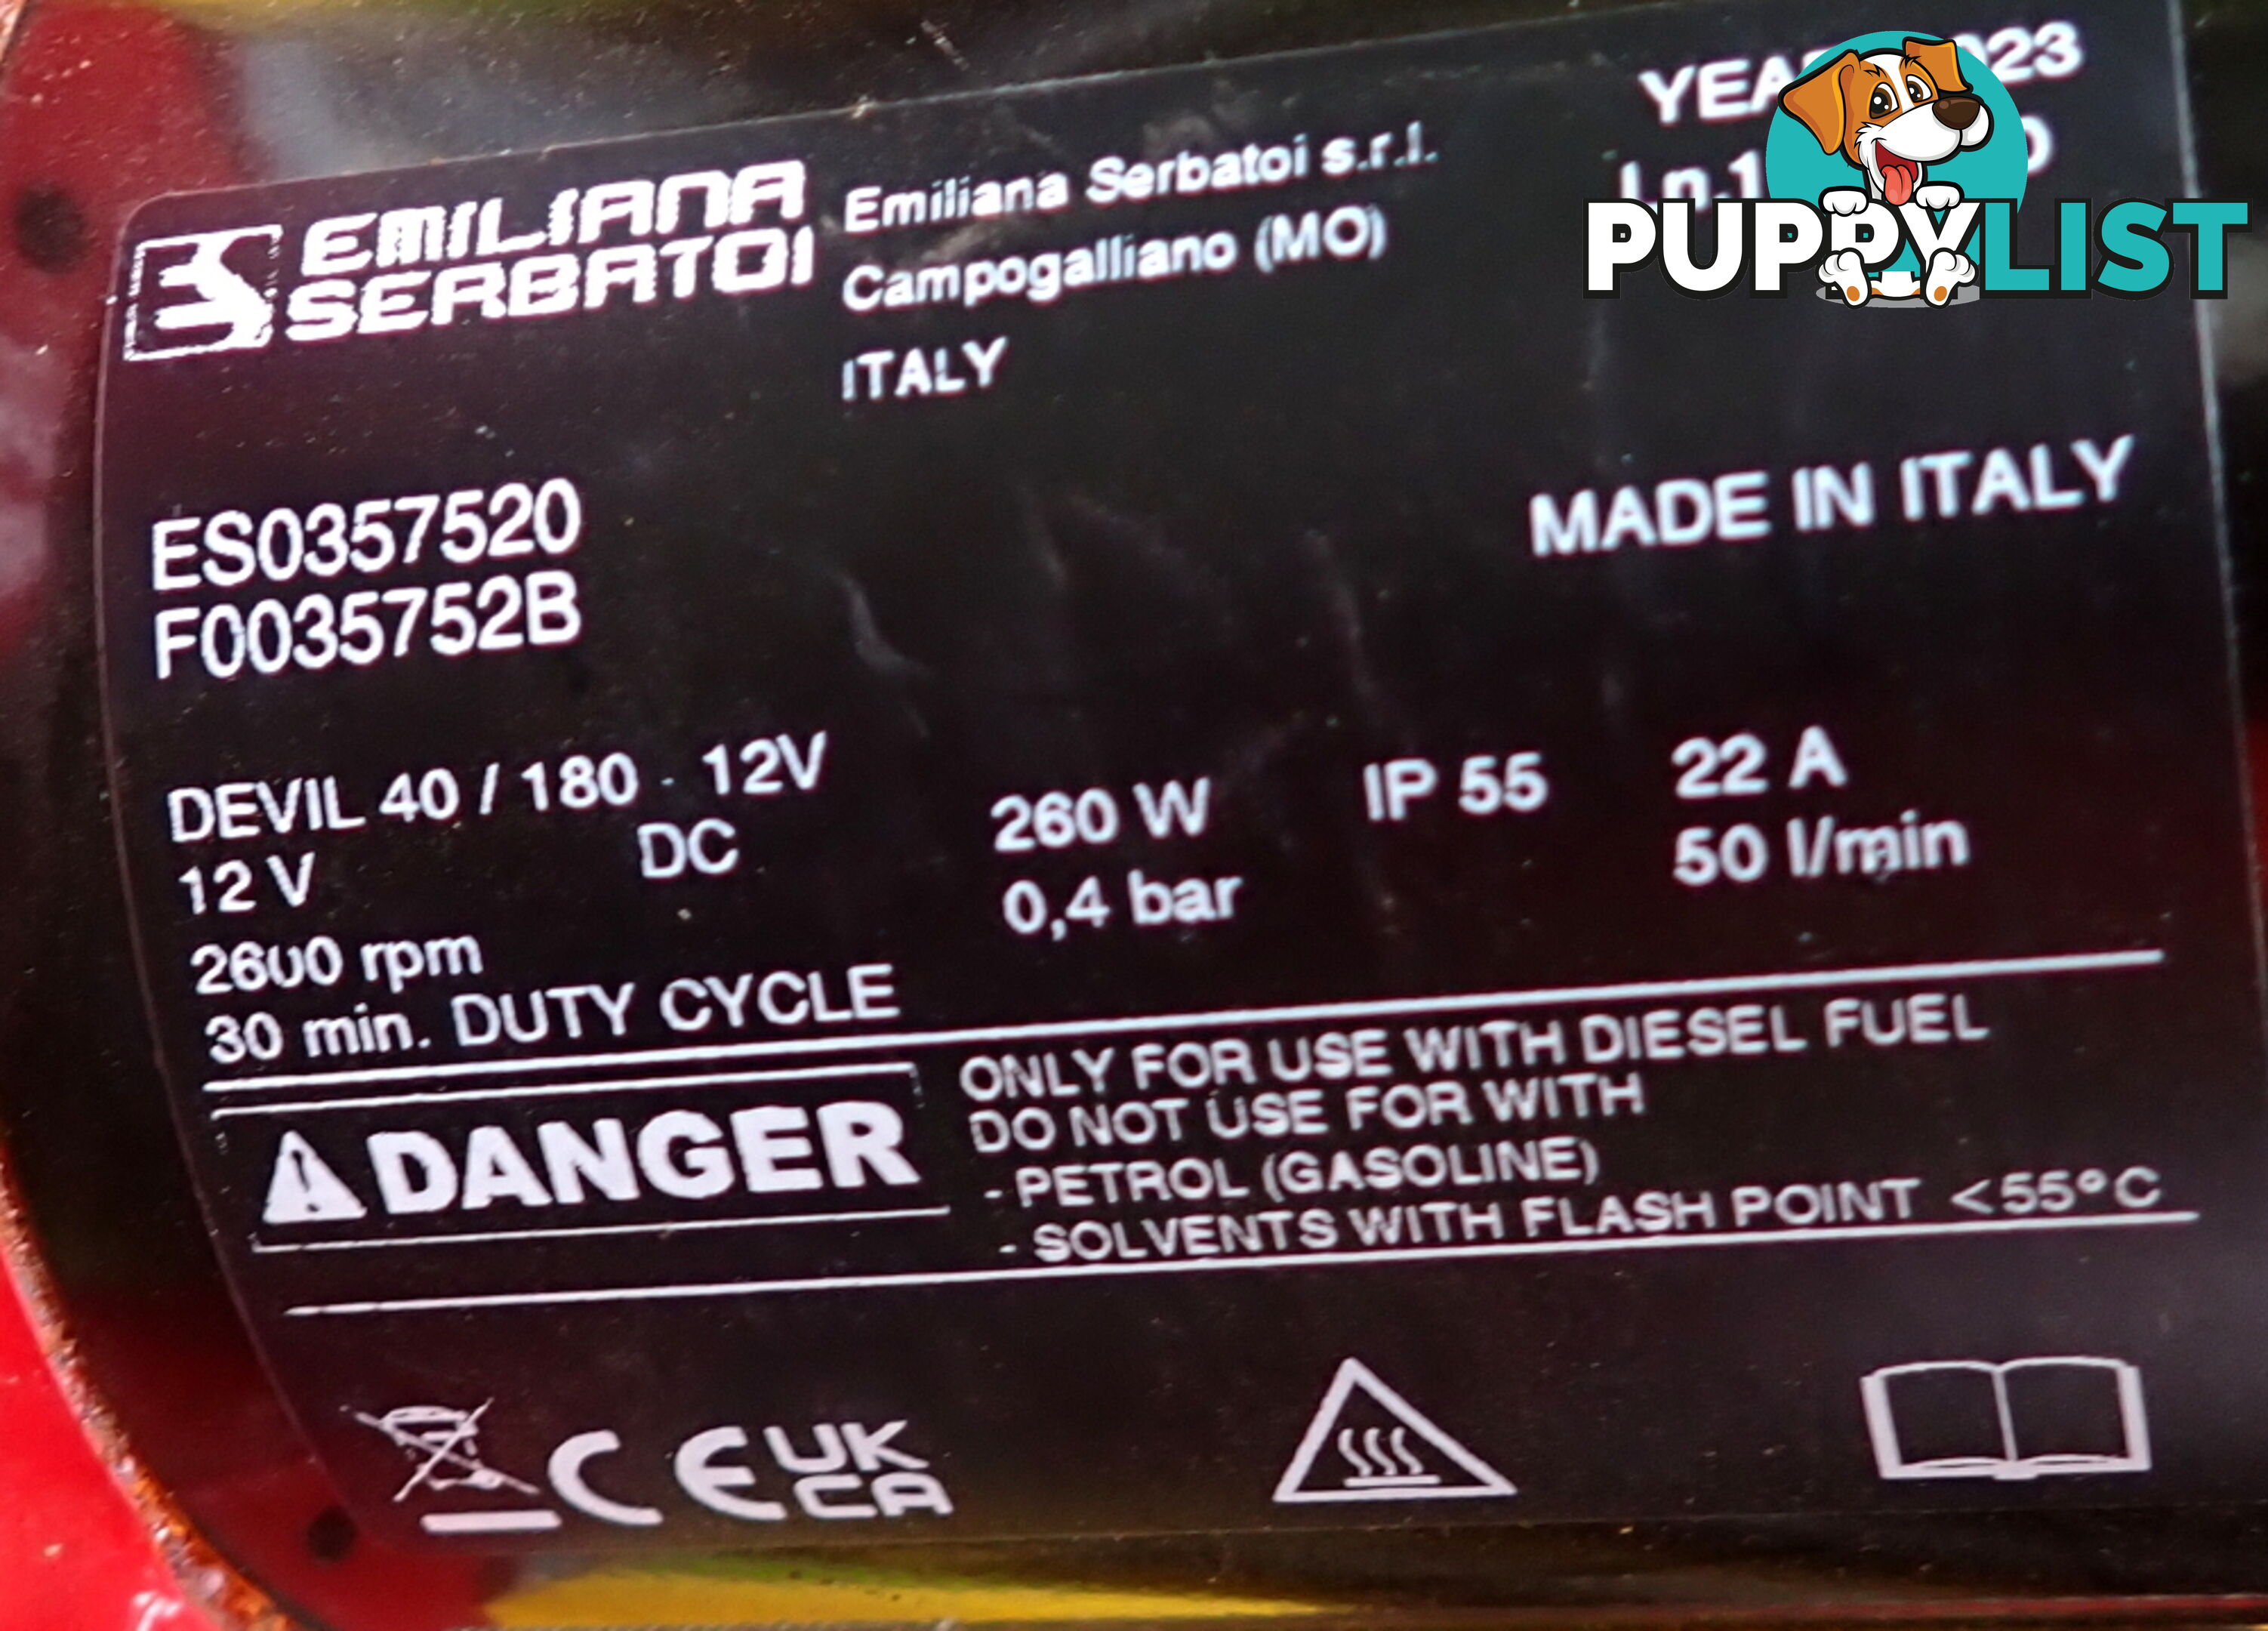 EMILIANA
SERBATOI
Emiliana Serbatoi s.r.l.
Campogalliano (MO)
ITALY
PUPPYLIST
ES0357520
F0035752B
MADE IN ITALY
DEVIL 40 / 180 - 12V
12 V DC 260 W IP 55 22 A
2600 rpm 0,4 bar 50 l/min
30 min. DUTY CYCLE
DANGER
ONLY FOR USE WITH DIESEL FUEL
DO NOT USE FOR WITH
- PETROL (GASOLINE)
- SOLVENTS WITH FLASH POINT <55°C
CE UK
CA